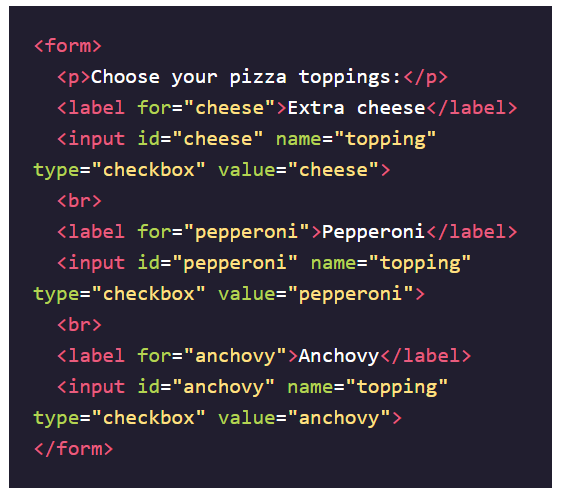 <form>
  <p>Choose your pizza toppings:</p>
  <label for="cheese">Extra cheese</label>
  <input id="cheese" name="topping"
type="checkbox" value="cheese">
  <br>
  <label for="pepperoni">Pepperoni</label>
  <input id="pepperoni" name="topping"
type="checkbox" value="pepperoni">
  <br>
  <label for="anchovy">Anchovy</label>
  <input id="anchovy" name="topping"
type="checkbox" value="anchovy">
</form>